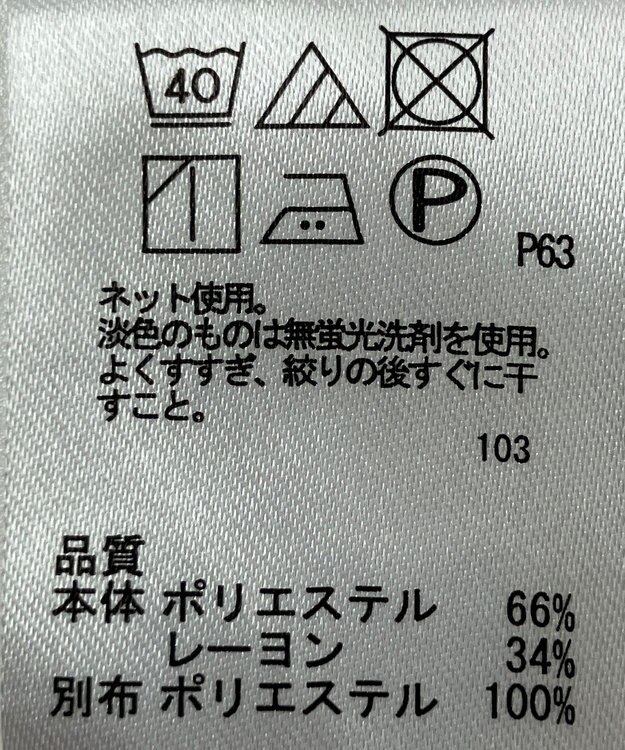 40
P
P63
ネット使用。
淡色のものは無蛍光洗剤を使用。
よくすすぎ、絞りの後すぐに干
すこと。
103
品質
本体 ポリエステル 66%
レーヨン 34%
別布 ポリエステル 100%